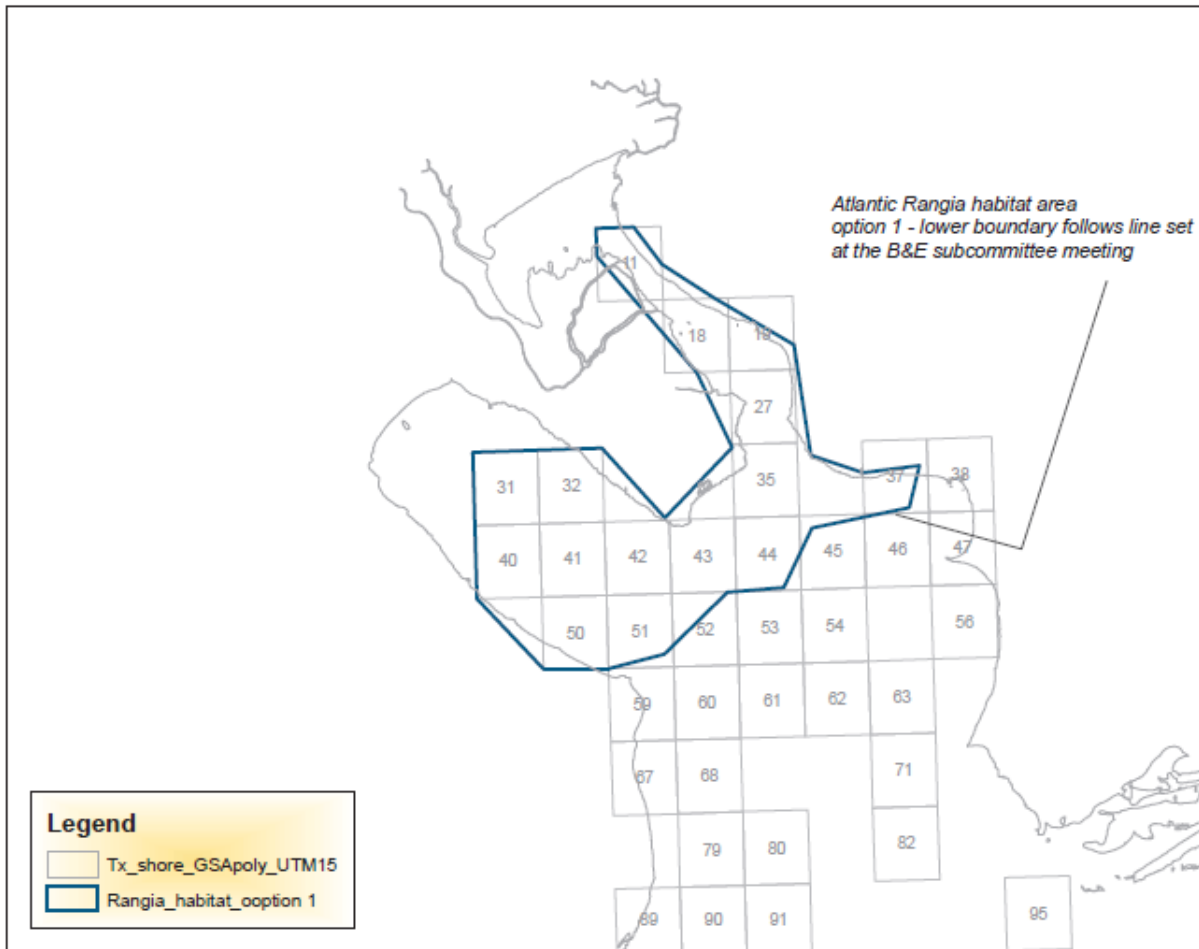 Atlantic Rangia habitat area
option 1 - lower boundary follows line set
at the B&E subcommittee meeting
11
18 19
27
31 32 35 37 38
40 41 42 43 44 45 46 47
50 51 52 53 54 56
59 60 61 62 63
67 68 71
79 80 82
89 90 91 95
Legend
Tx_shore_GSApoly_UTM15
Rangia_habitat_ooption 1